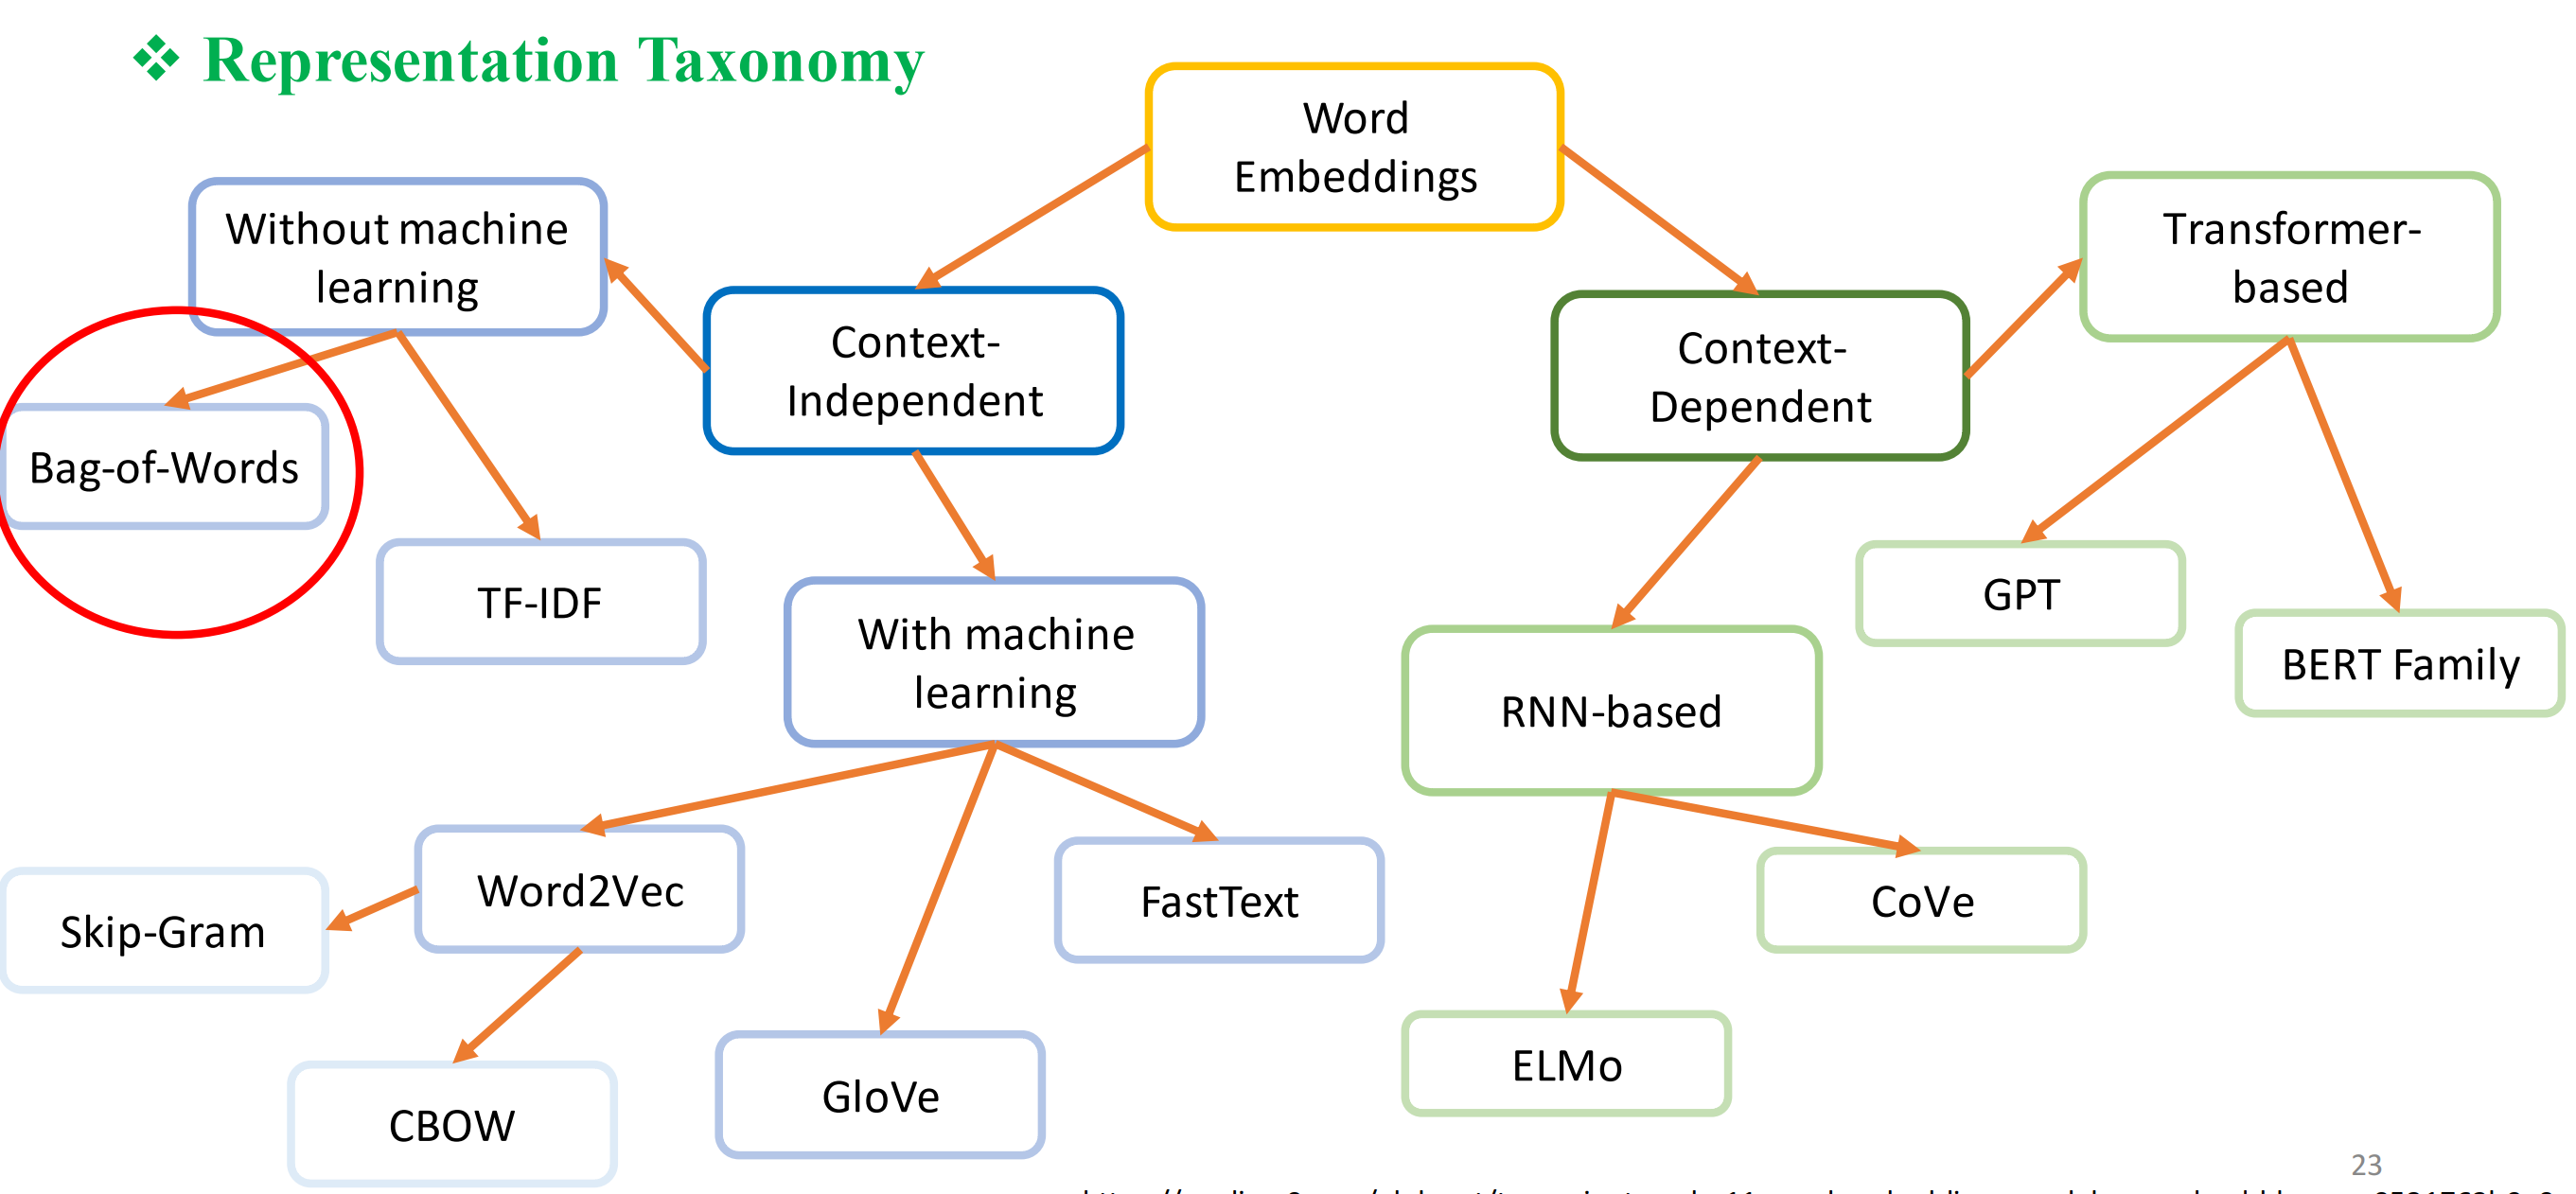 Representation Taxonomy
Word
Embeddings
Without machine
learning
Transformer-
based
Context-
Independent
Context-
Dependent
Bag-of-Words
TF-IDF
GPT
With machine
learning
BERT Family
RNN-based
Word2Vec
FastText
CoVe
Skip-Gram
ELMo
GloVe
CBOW
23